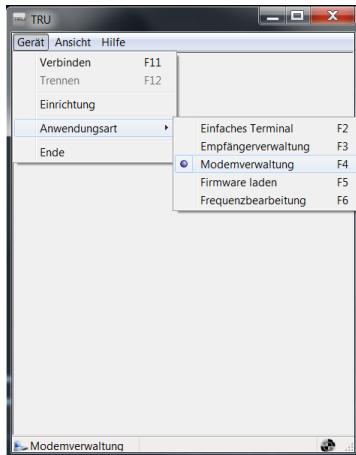 TRU
Gerät Ansicht Hilfe
Verbinden F11
Trennen F12
Einrichtung
Anwendungsart
Ende
Einfaches Terminal F2
Empfängerverwaltung F3
Modemverwaltung F4
Firmware laden F5
Frequenzbearbeitung F6
Modemverwaltung